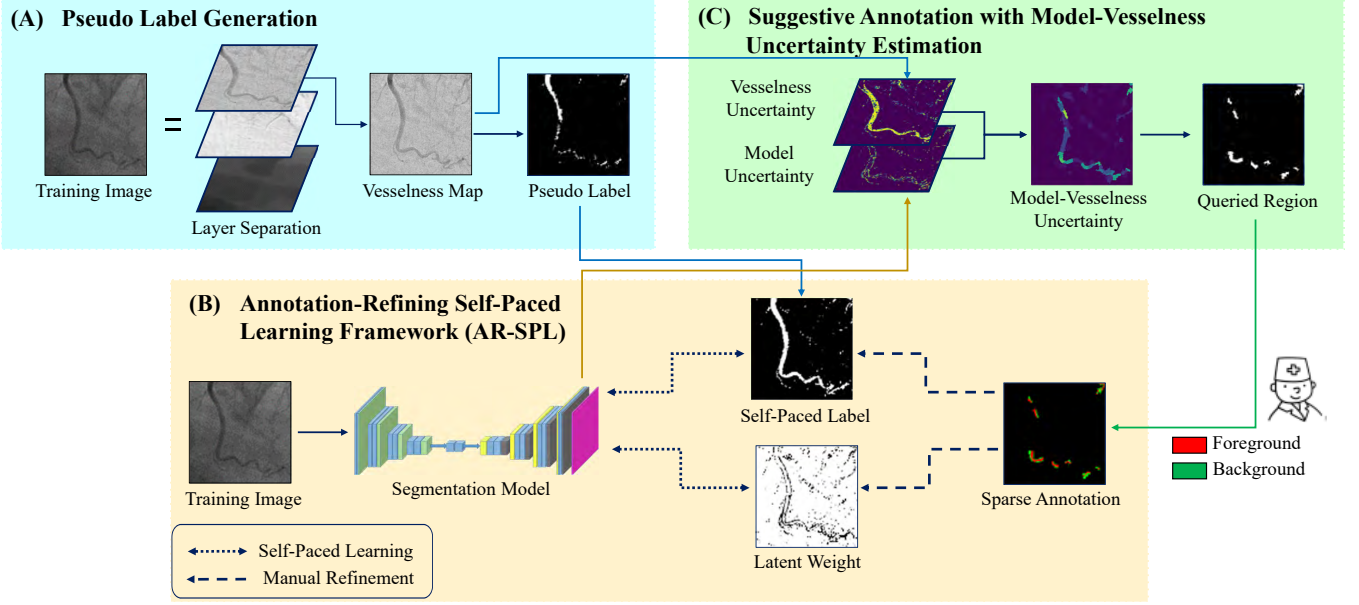 (A) Pseudo Label Generation
Training Image
=
Layer Separation
Vesselness Map
Pseudo Label
(C) Suggestive Annotation with Model-Vesselness
Uncertainty Estimation
Vesselness
Uncertainty
Model
Uncertainty
Model-Vesselness
Uncertainty
Queried Region
(B) Annotation-Refining Self-Paced
Learning Framework (AR-SPL)
Training Image
Segmentation Model
Self-Paced Label
Latent Weight
Sparse Annotation
Foreground
Background
Self-Paced Learning
Manual Refinement